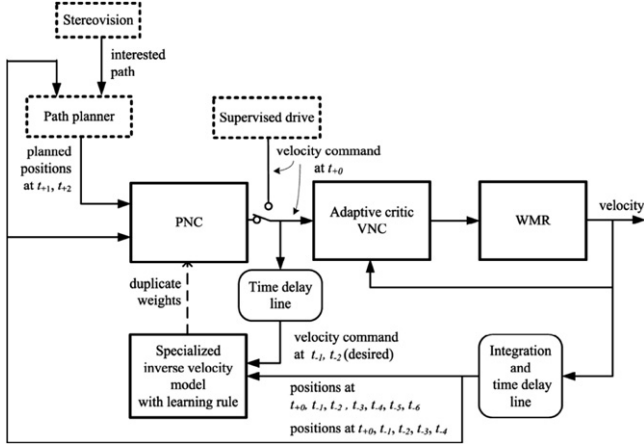 Stereovision
interested
path
Path planner
Supervised drive
planned
positions
at t+1, t+2
velocity command
at t+0
PNC
Adaptive critic
VNC
WMR
velocity
duplicate
weights
Time delay
line
velocity command
at t-1, t-2 (desired)
Specialized
inverse velocity
model
with learning rule
Integration
and
time delay
line
positions at
t+0, t-1, t-2 , t-3, t-4, t-5, t-6
positions at t+0, t-1, t-2, t-3, t-4